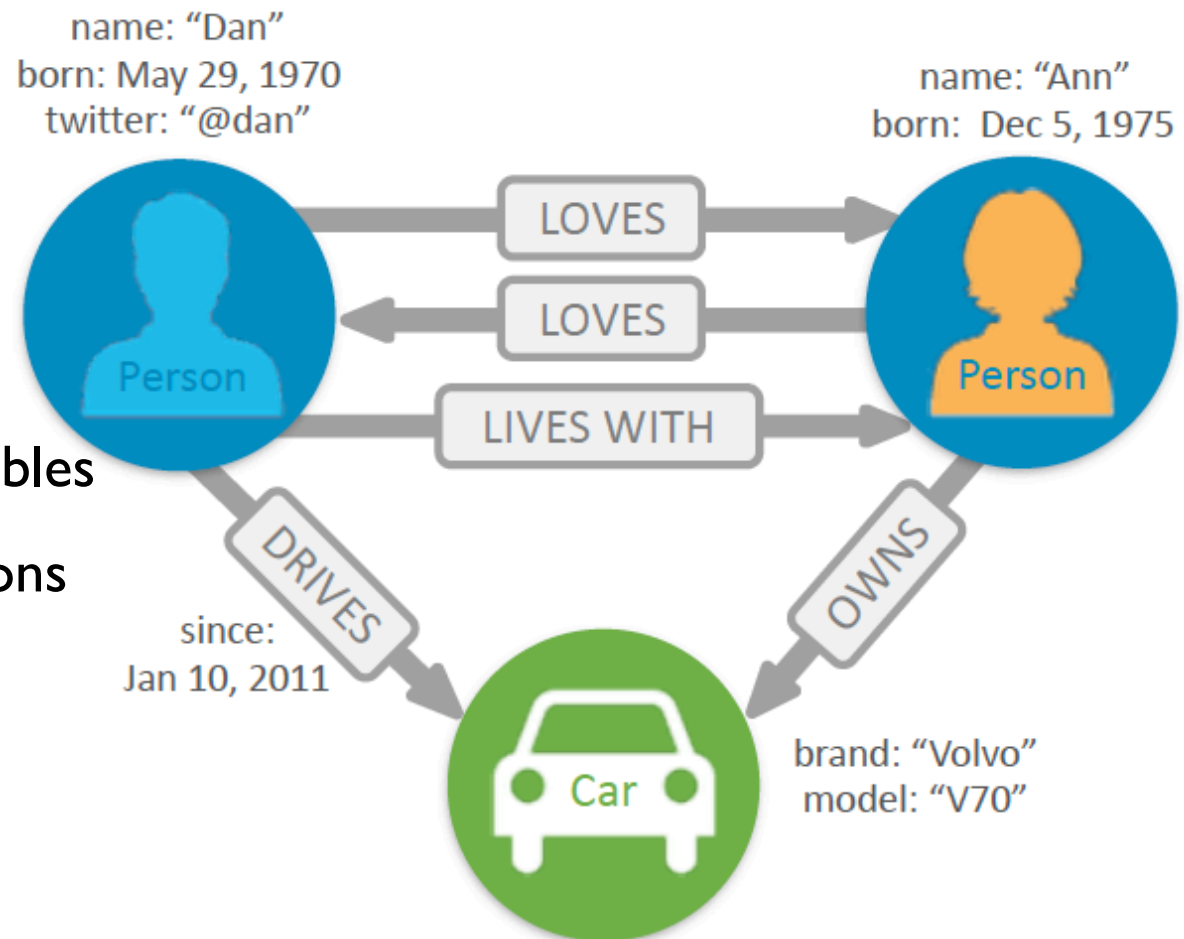 name: “Dan”
born: May 29, 1970
twitter: “@dan”
name: “Ann”
born: Dec 5, 1975
LOVES
LOVES
Person
Person
LIVES WITH
bles
ons
DRIVES
OWNS
since:
Jan 10, 2011
Car
brand: “Volvo”
model: “V70”